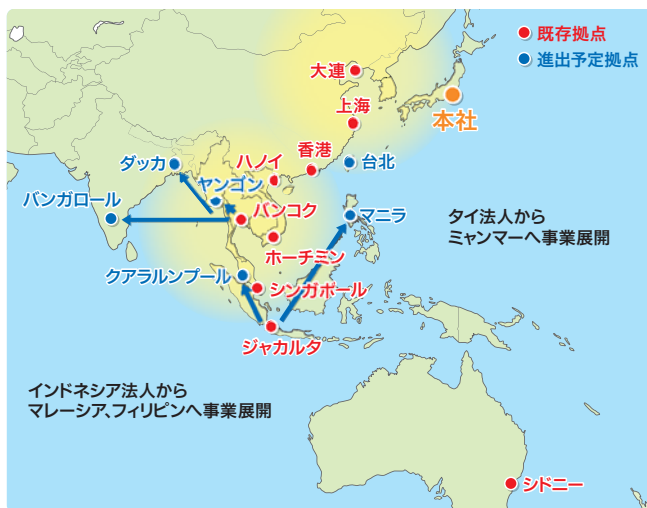 既存拠点
進出予定拠点
大連
本社
上海
香港
台北
ハノイ
ダッカ
ヤンゴン
バンガロール
バンコク
マニラ
タイ法人から
ミャンマーへ事業展開
ホーチミン
クアラルンプール
シンガポール
ジャカルタ
インドネシア法人から
マレーシア、フィリピンへ事業展開
シドニー